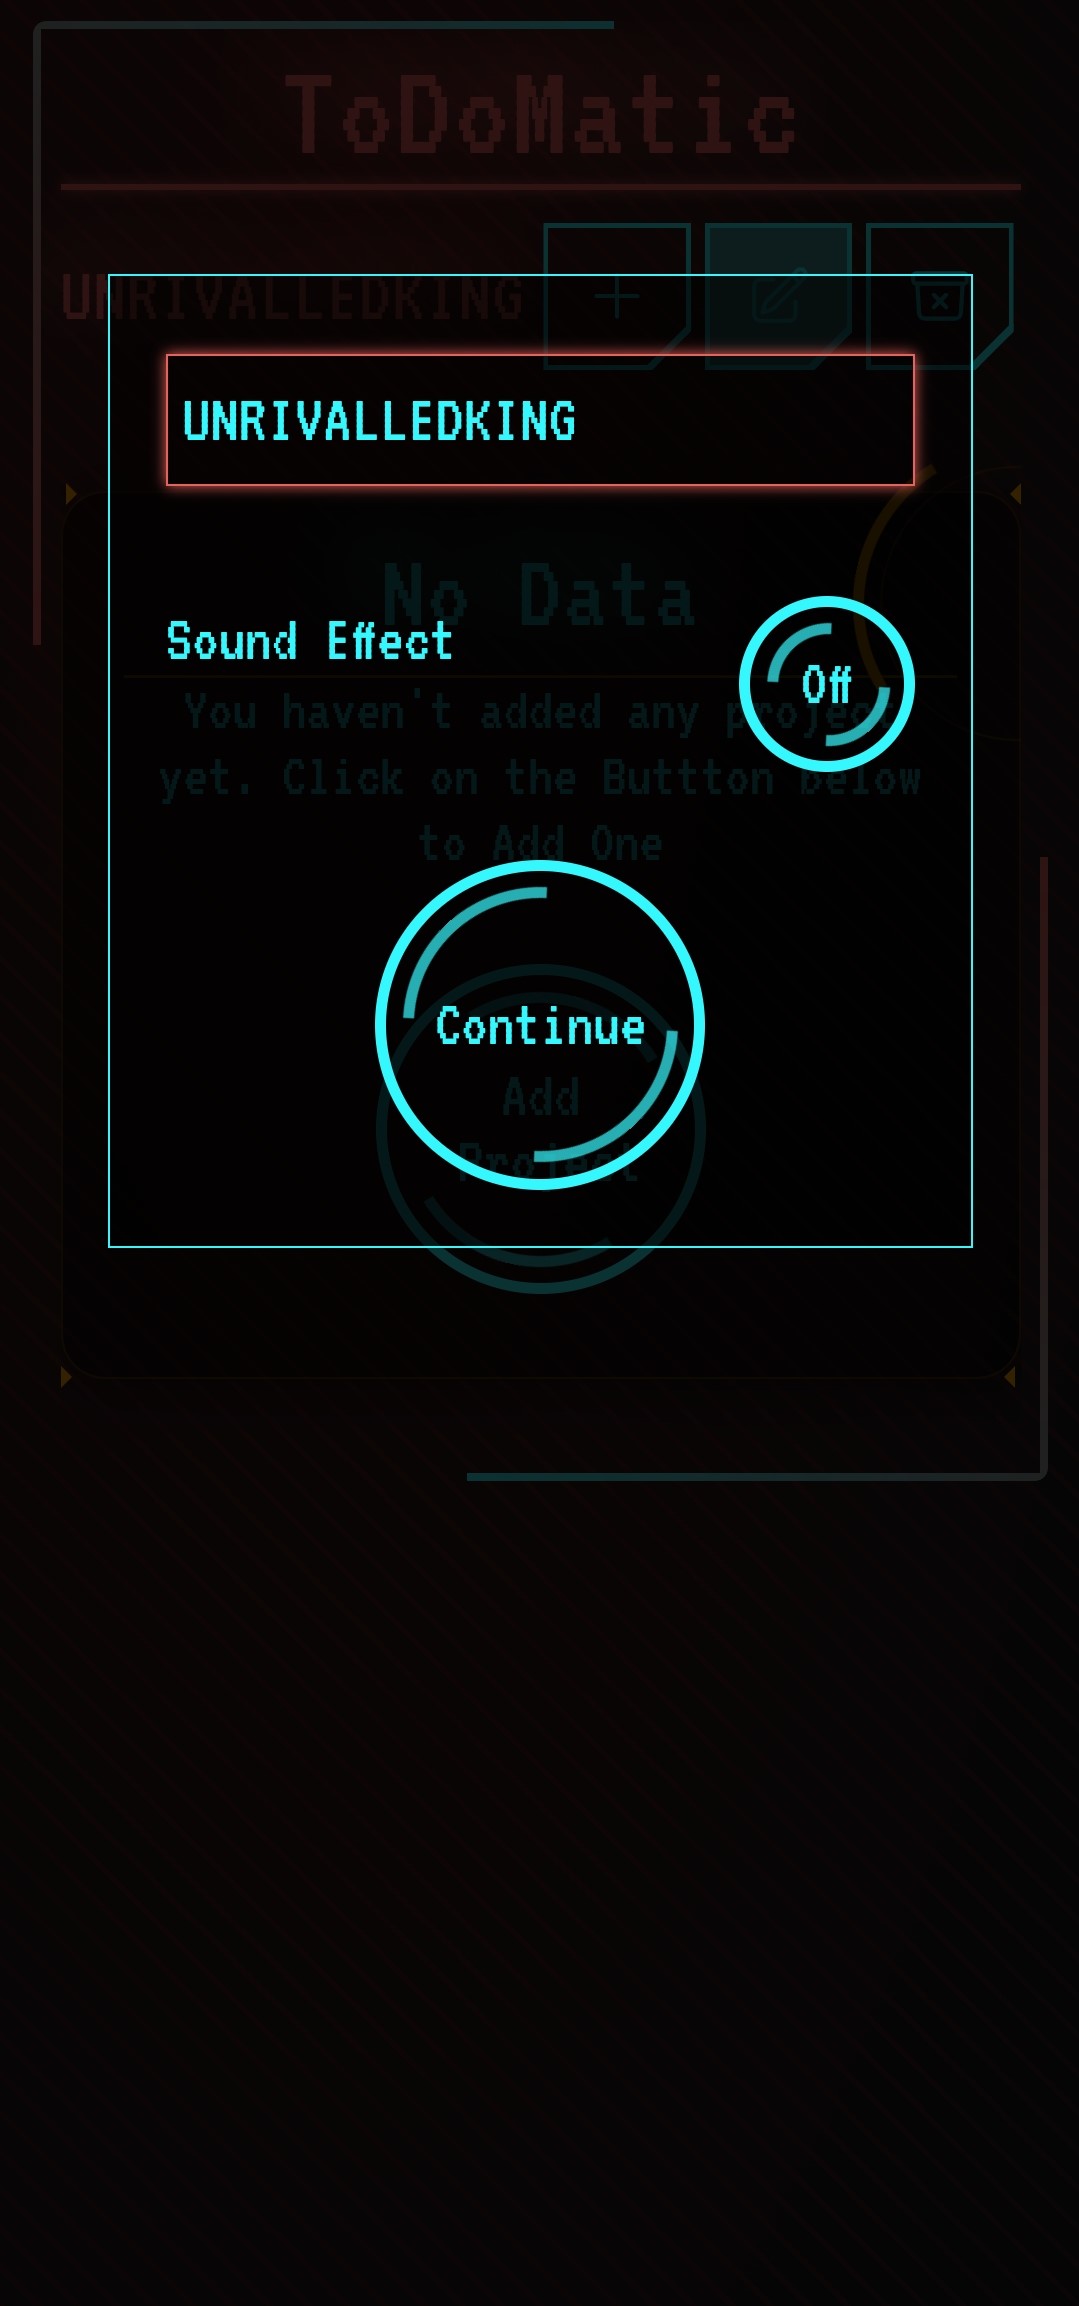 ToDoMatic
UNRIVALLEDKING
UNRIVALLEDKING
No Data
Sound Effect
Off
You haven't added any project
yet. Click on the Buttton below
to Add One
Continue
Add
Project